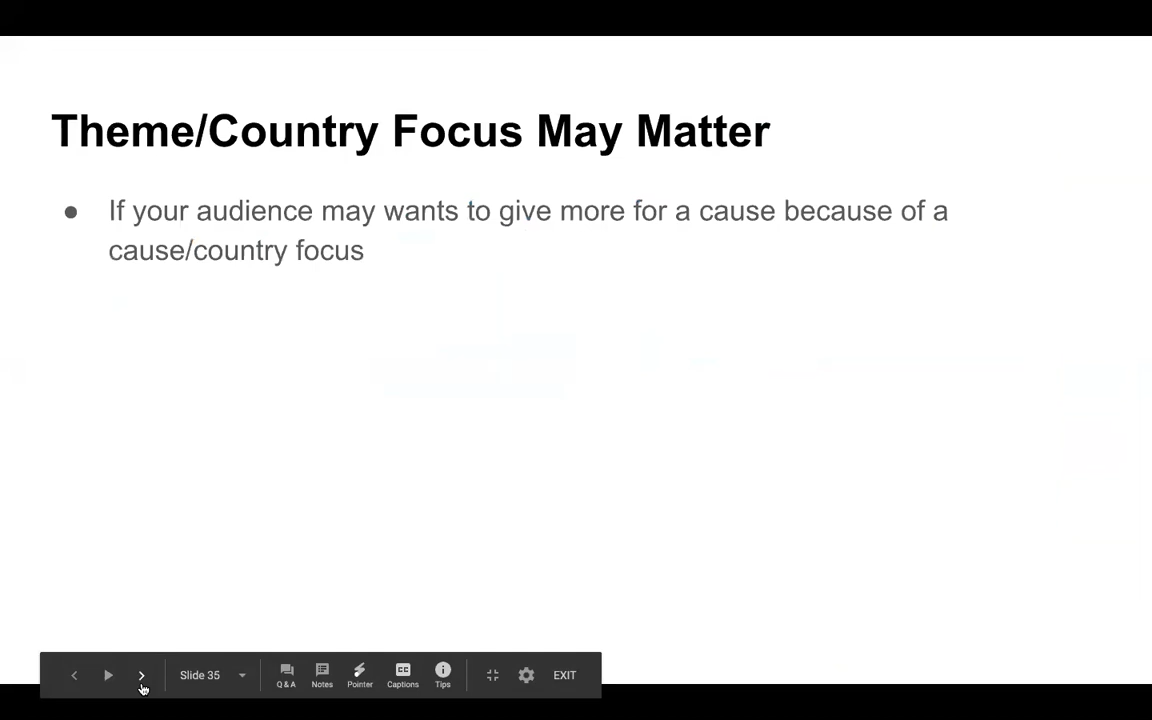 Theme/Country Focus May Matter
● If your audience may wants to give more for a cause because of a
cause/country focus
Slide 35
Q & A
Notes
Pointer
CC
Captions
Tips
EXIT